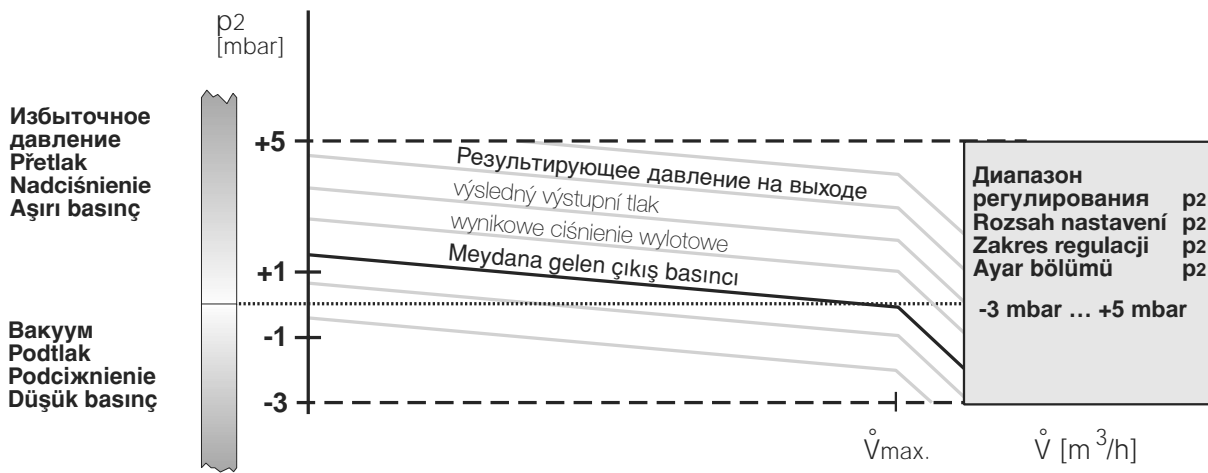 p2
[mbar]
Избыточное
давление
Přetlak
Nadciśnienie
Aşırı basınç
+5
Результирующее давление на выходе
výsledný výstupní tlak
wynikowe ciśnienie wylotowe
Meydana gelen çıkış basıncı
+1
-1
-3
Вакуум
Podtlak
Podciжnienie
Düşük basınç
Диапазон
регулирования p2
Rozsah nastavení p2
Zakres regulacji p2
Ayar bölümü p2
-3 mbar … +5 mbar
V̊max.
V̊ [m³/h]